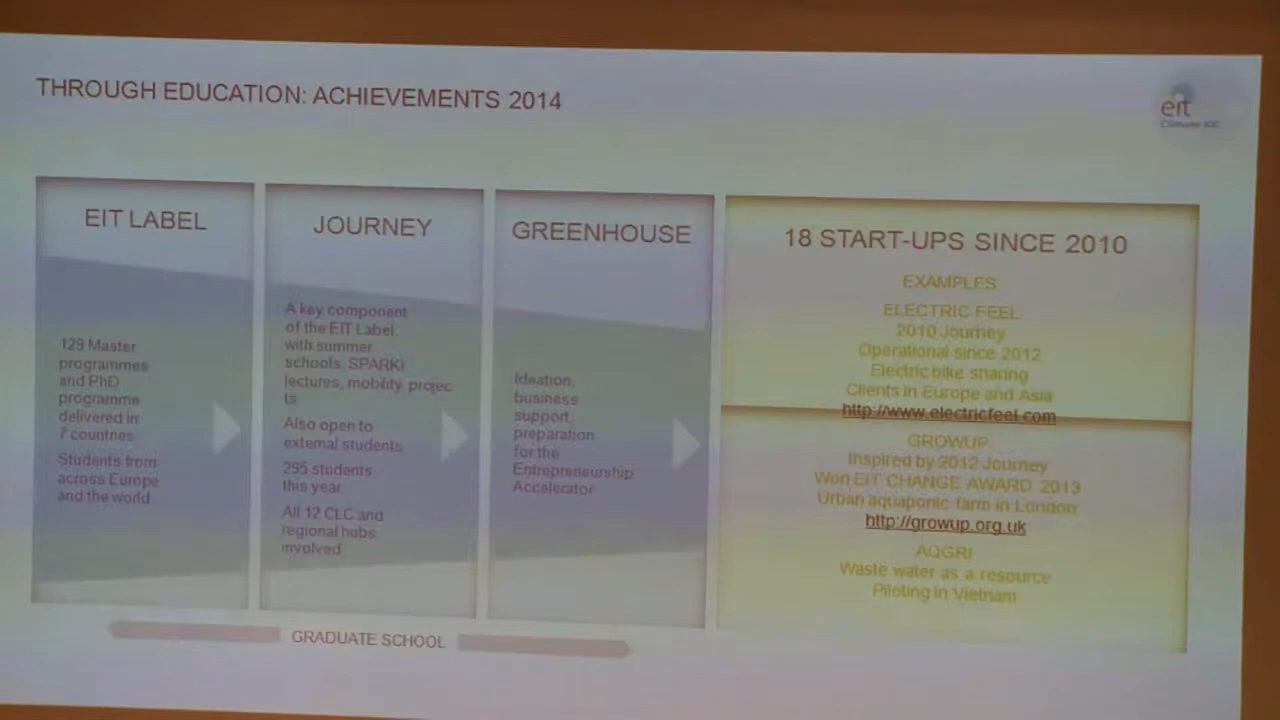 THROUGH EDUCATION: ACHIEVEMENTS 2014
eit
Climate KIC
EIT LABEL
129 Master
programmes
and PhD
programme
delivered in
7 countries
Students from
across Europe
and the world
JOURNEY
A key component
of the EIT Label
with summer
schools, SPARK!
lectures, mobility, projec
ts
Also open to
external students
295 students
this year
All 12 CLC and
regional hubs
involved
GREENHOUSE
Ideation,
business
support,
preparation
for the
Entrepreneurship
Accelerator
18 START-UPS SINCE 2010
EXAMPLES
ELECTRIC FEEL
2010 Journey
Operational since 2012
Electric bike sharing
Clients in Europe and Asia
http://www.electricfeel.com
GROWUP
Inspired by 2012 Journey
Won EIT CHANGE AWARD 2013
Urban aquaponic farm in London
http://growup.org.uk
AQGRI
Waste water as a resource
Piloting in Vietnam
GRADUATE SCHOOL